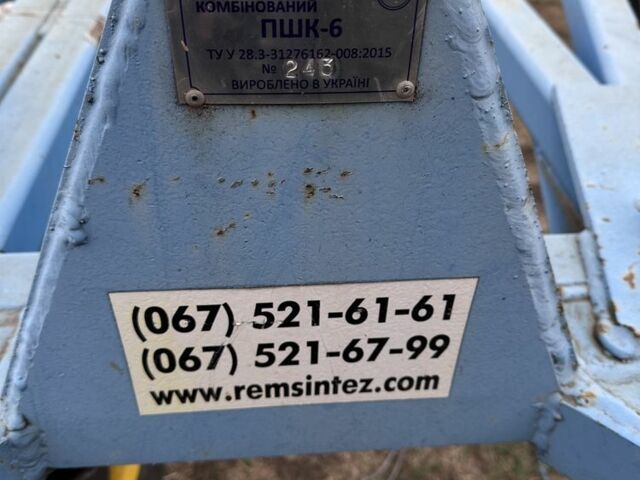 КОМБІНОВАНИЙ
ПШК-6
ТУ У 28.3-31276162-008:2015
№ 243
ВИРОБЛЕНО В УКРАЇНІ
(067) 521-61-61
(067) 521-67-99
www.remsintez.com